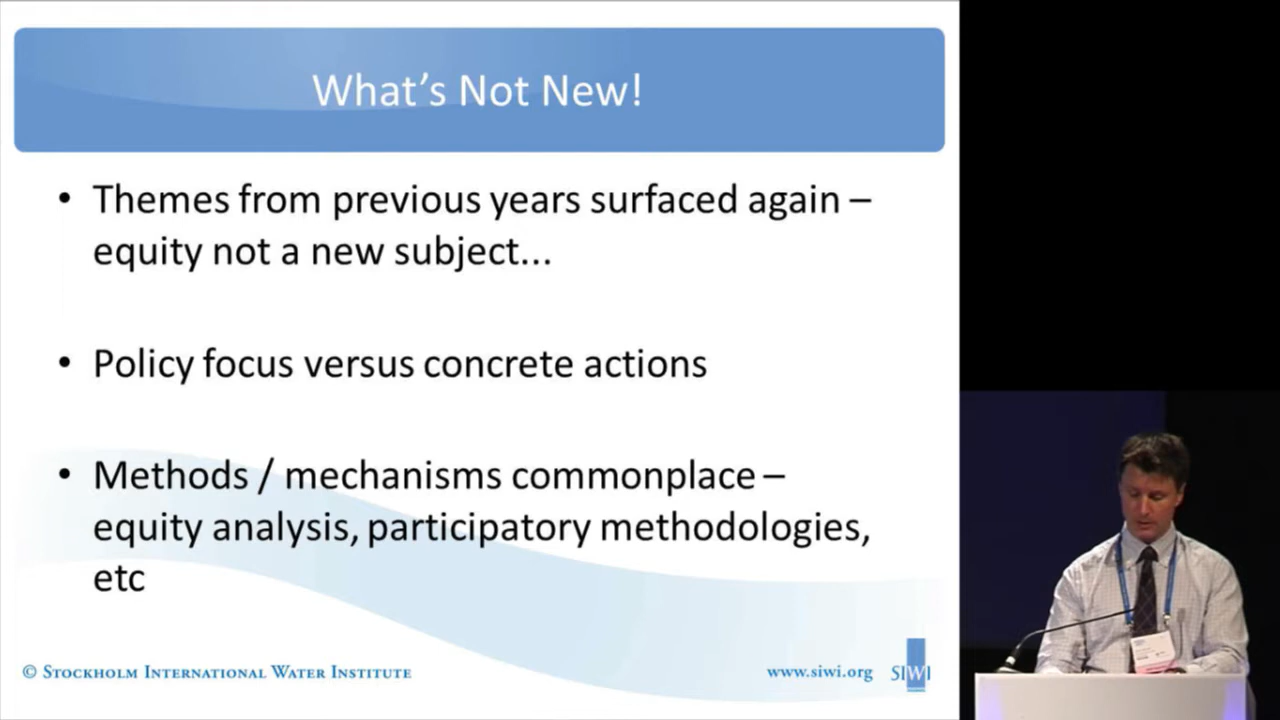 What's Not New!
• Themes from previous years surfaced again –
equity not a new subject...
• Policy focus versus concrete actions
• Methods / mechanisms commonplace –
equity analysis, participatory methodologies,
etc
© STOCKHOLM INTERNATIONAL WATER INSTITUTE
www.siwi.org
SIWI